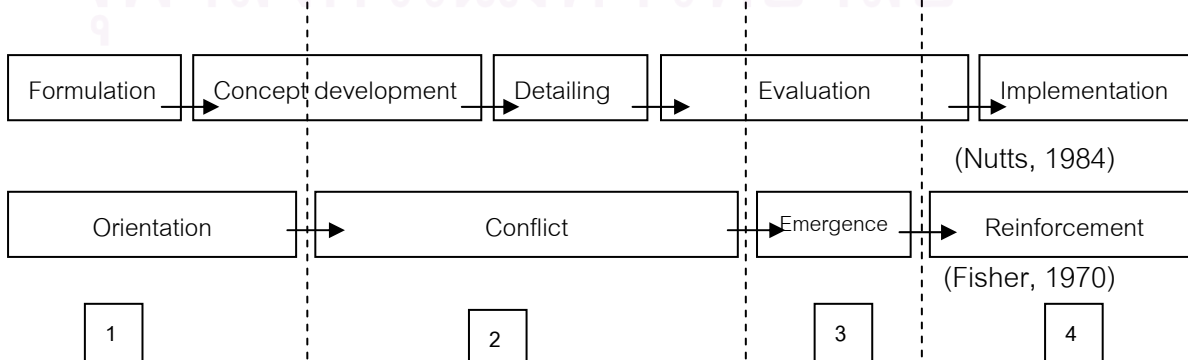 Formulation Concept development Detailing Evaluation Implementation
(Nutts, 1984)
Orientation Conflict Emergence Reinforcement
(Fisher, 1970)
1 2 3 4